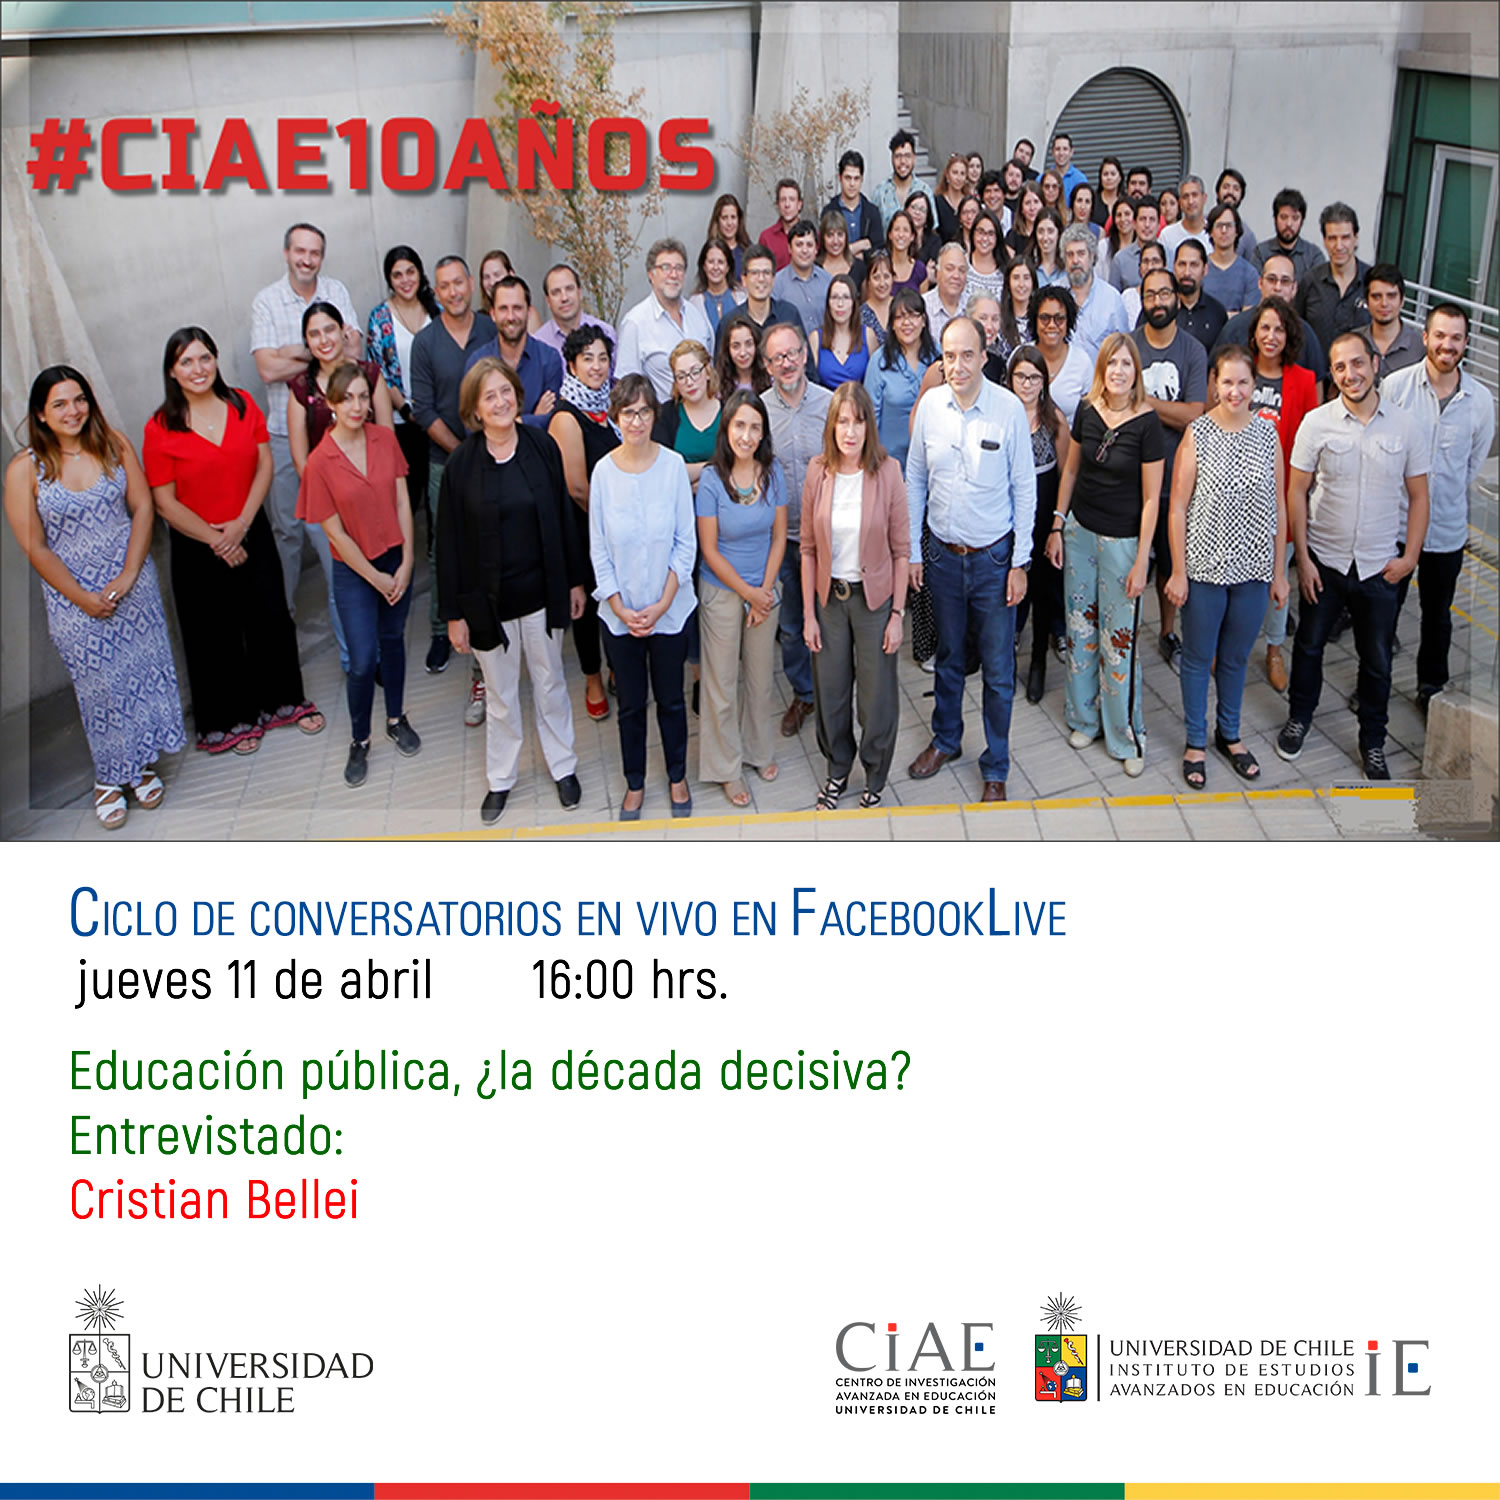 #CIAE10AÑOS
Ciclo de conversatorios en vivo en FacebookLive
jueves 11 de abril 16:00 hrs.
Educación pública, ¿la década decisiva?
Entrevistado:
Cristian Bellei
UNIVERSIDAD
DE CHILE
CiAE
CENTRO DE INVESTIGACIÓN
AVANZADA EN EDUCACIÓN
UNIVERSIDAD DE CHILE
UNIVERSIDAD DE CHILE
INSTITUTO DE ESTUDIOS
AVANZADOS EN EDUCACIÓN
iE